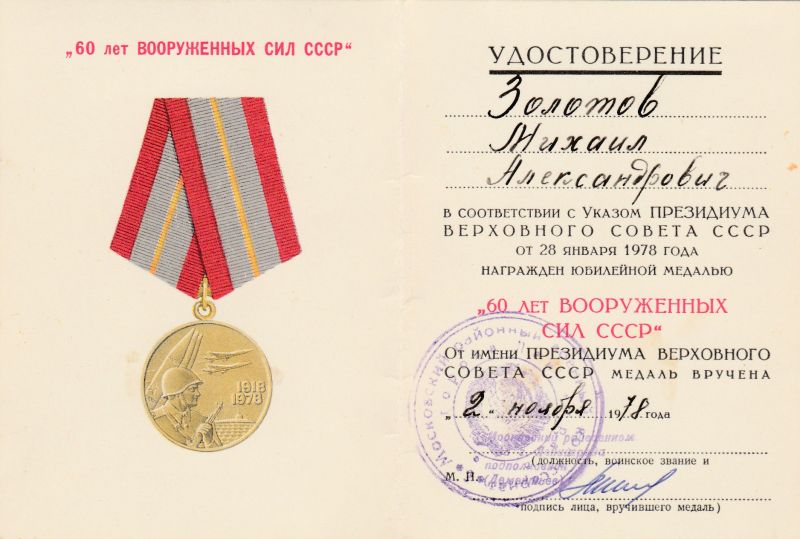 „60 лет ВООРУЖЕННЫХ СИЛ СССР“
1918
1978
УДОСТОВЕРЕНИЕ
Золотов
Михаил
Александрович
в соответствии с Указом ПРЕЗИДИУМА
ВЕРХОВНОГО СОВЕТА СССР
от 28 января 1978 года
награжден юбилейной медалью
„60 лет ВООРУЖЕННЫХ
СИЛ СССР“
От имени ПРЕЗИДИУМА ВЕРХОВНОГО
СОВЕТА СССР медаль вручена
„2“ ноября 1978 года
Московский районный
(должность, воинское звание и
М. П.
подпись лица, вручившего медаль)